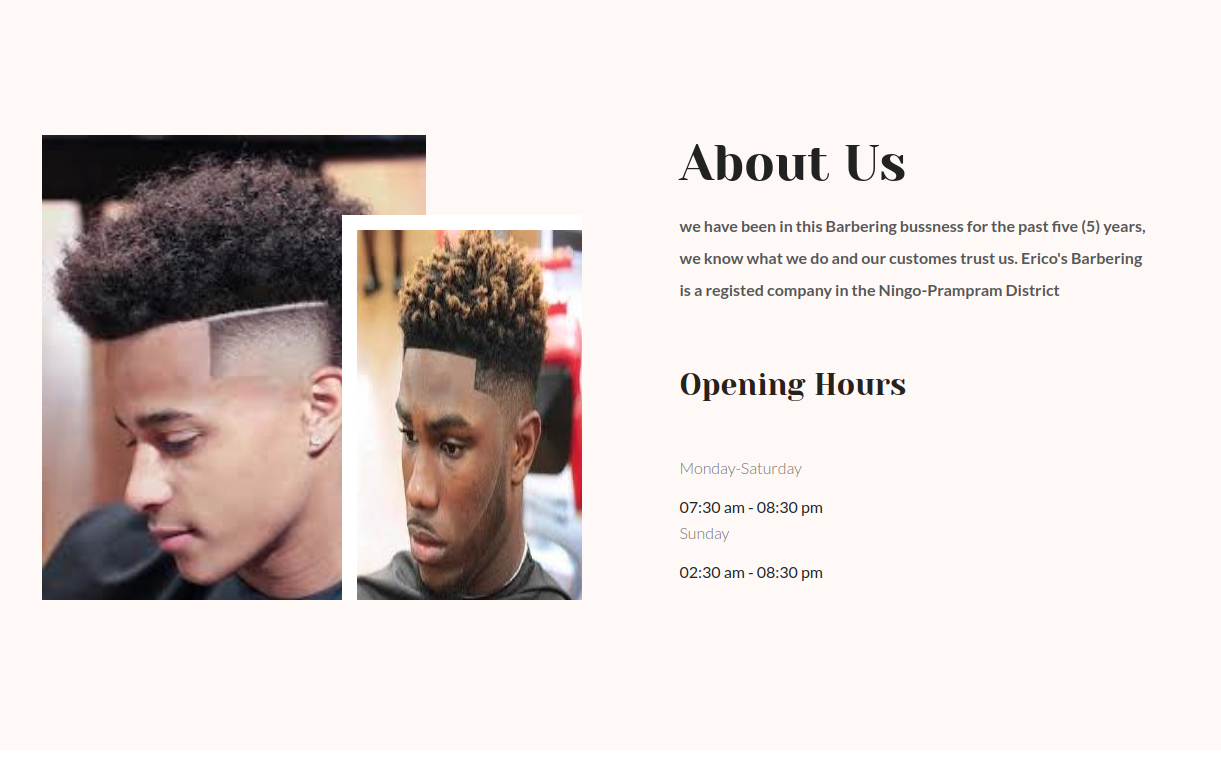 About Us
we have been in this Barbering bussness for the past five (5) years,
we know what we do and our customes trust us. Erico's Barbering
is a registed company in the Ningo-Prampram District
Opening Hours
Monday-Saturday
07:30 am - 08:30 pm
Sunday
02:30 am - 08:30 pm